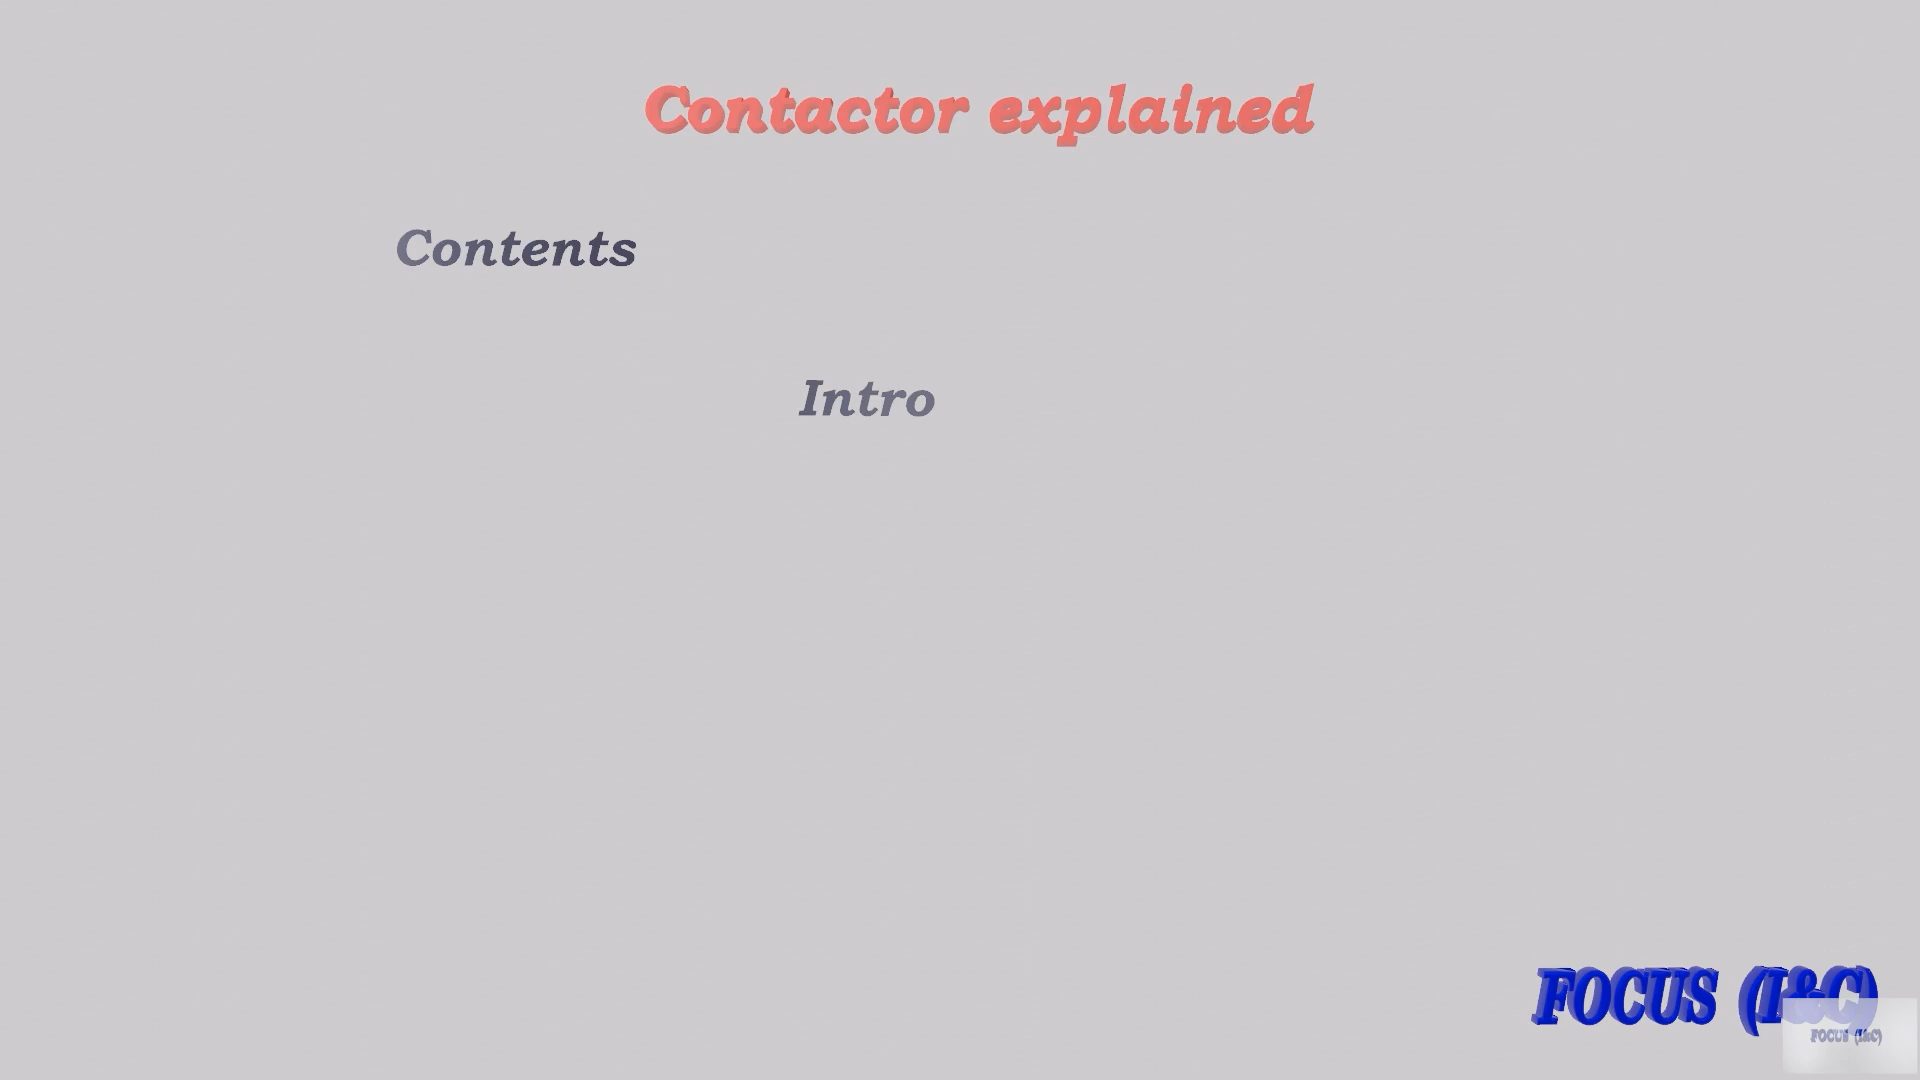 Contactor explained
Contents
Intro
FOCUS (I&C)
FOCUS (I&C)